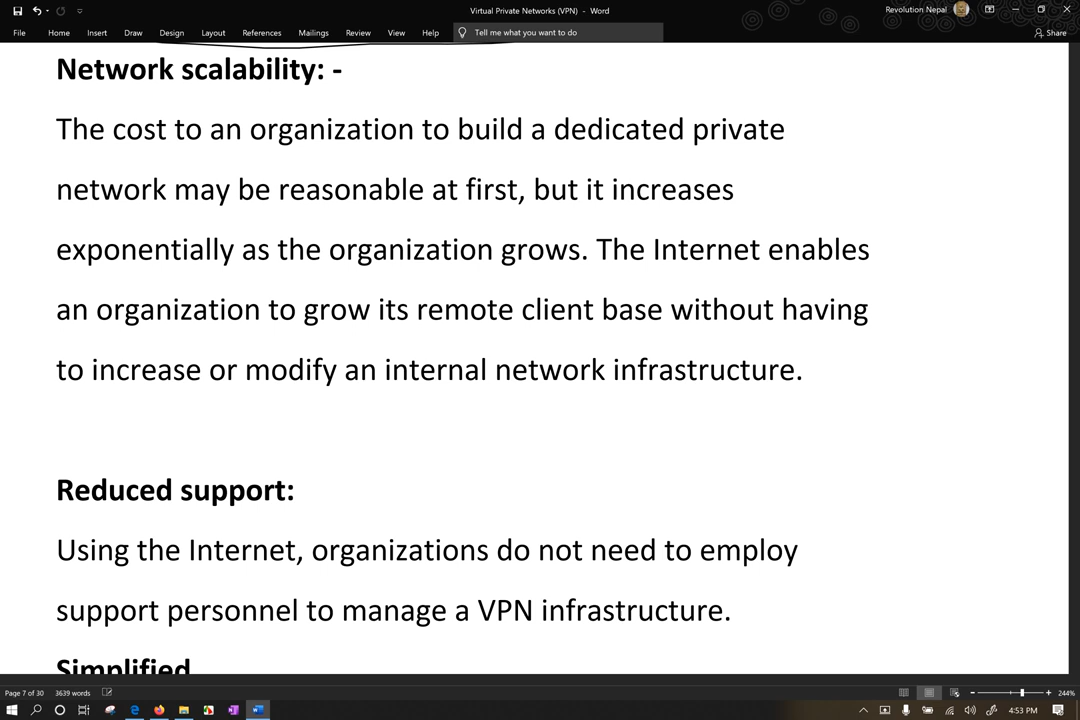 Virtual Private Networks (VPN) - Word
Revolution Nepal
File Home Insert Draw Design Layout References Mailings Review View Help Tell me what you want to do Share
Network scalability: -
The cost to an organization to build a dedicated private
network may be reasonable at first, but it increases
exponentially as the organization grows. The Internet enables
an organization to grow its remote client base without having
to increase or modify an internal network infrastructure.
Reduced support:
Using the Internet, organizations do not need to employ
support personnel to manage a VPN infrastructure.
Simplified
Page 7 of 30 3639 words 244%
4:53 PM